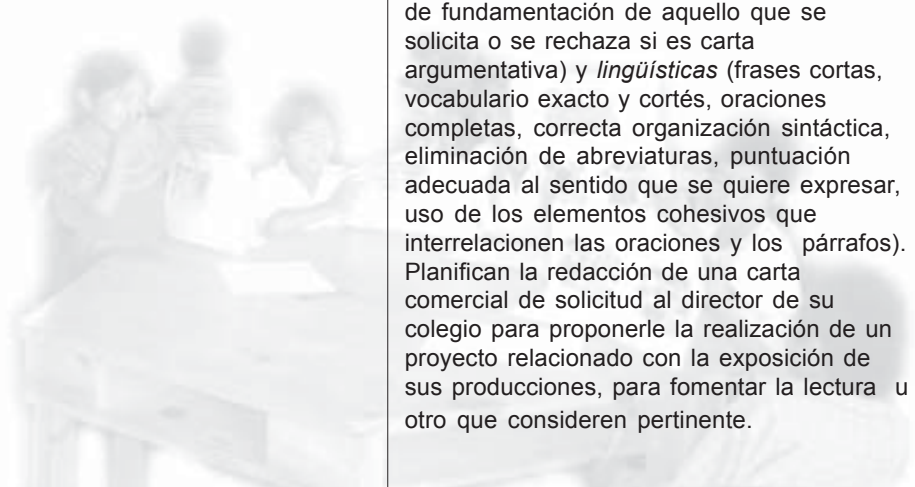 de fundamentación de aquello que se
solicita o se rechaza si es carta
argumentativa) y lingüísticas (frases cortas,
vocabulario exacto y cortés, oraciones
completas, correcta organización sintáctica,
eliminación de abreviaturas, puntuación
adecuada al sentido que se quiere expresar,
uso de los elementos cohesivos que
interrelacionen las oraciones y los párrafos).
Planifican la redacción de una carta
comercial de solicitud al director de su
colegio para proponerle la realización de un
proyecto relacionado con la exposición de
sus producciones, para fomentar la lectura u
otro que consideren pertinente.